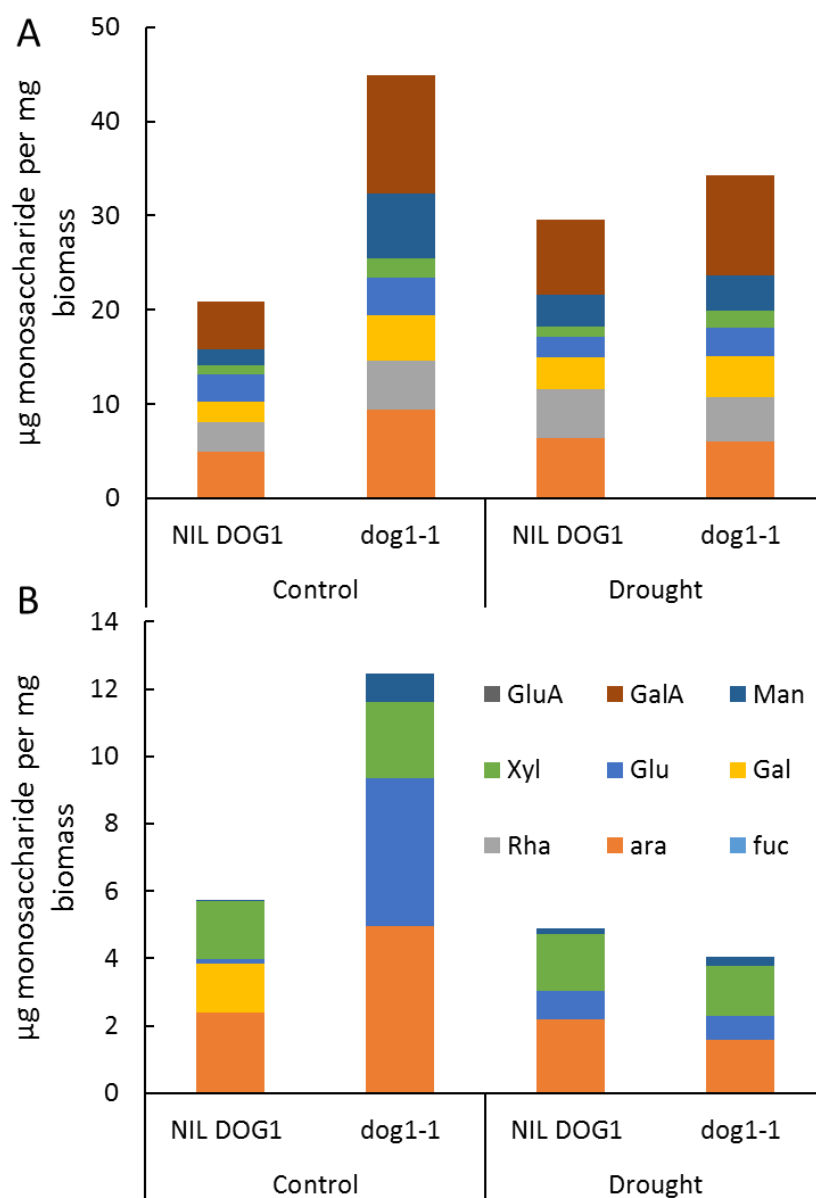 A
µg monosaccharide per mg
biomass
50
40
30
20
10
0
NIL DOG1 dog1-1 NIL DOG1 dog1-1
Control Drought
B
µg monosaccharide per mg
biomass
14
12
10
8
6
4
2
0
GluA GalA Man
Xyl Glu Gal
Rha ara fuc
NIL DOG1 dog1-1 NIL DOG1 dog1-1
Control Drought